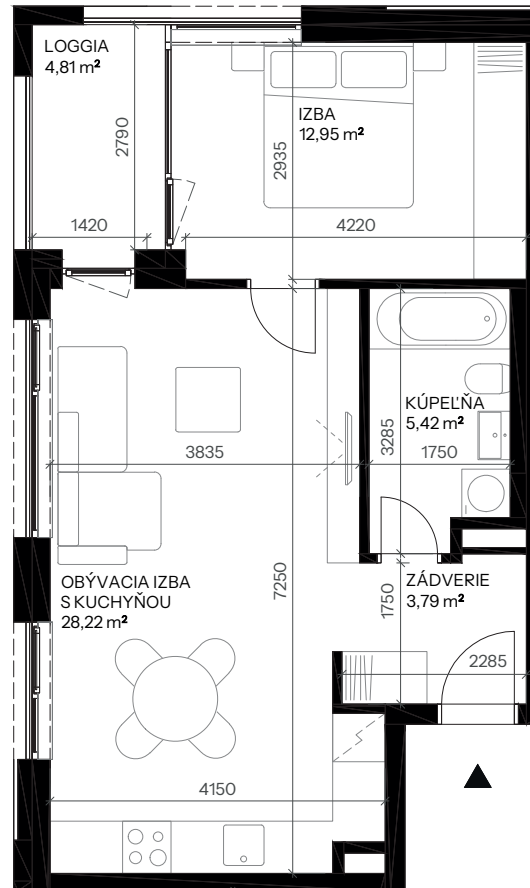 LOGGIA
4,81 m²
2790
1420
IZBA
12,95 m²
2935
4220
KÚPEĽŇA
5,42 m²
3285
1750
3835
OBÝVACIA IZBA
S KUCHYŇOU
28,22 m²
7250
ZÁDVERIE
3,79 m²
1750
2285
4150